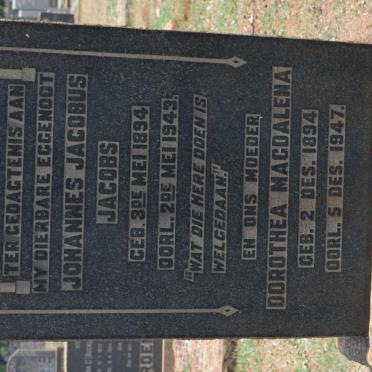 TER GEDAGTENIS AAN
MY DIERBARE EGGENOOT
JOHANNES JACOBUS
JACOBS
GEB. 3DE MEI 1894
OORL. 2DE MEI 1943.
"WAT DIE HERE DOEN IS
WELGEDAAN."
EN ONS MOEDER
DOROTHEA MAGDALENA
GEB. 2 DES. 1894
OORL. 5 DES. 1947.